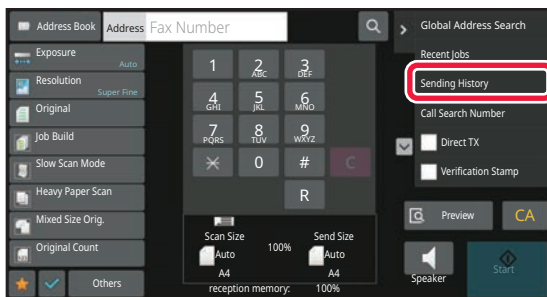 Address Book
Address
Fax Number
Exposure
Auto
Resolution
Super Fine
Original
Job Build
Slow Scan Mode
Heavy Paper Scan
Mixed Size Orig.
Original Count
Others
1
2
ABC
3
DEF
4
GHI
5
JKL
6
MNO
7
PQRS
8
TUV
9
WXYZ
0
#
C
R
Scan Size
Send Size
Auto
100%
Auto
A4
A4
reception memory: 100%
Global Address Search
Recent Jobs
Sending History
Call Search Number
Direct TX
Verification Stamp
Preview
CA
Speaker
Start